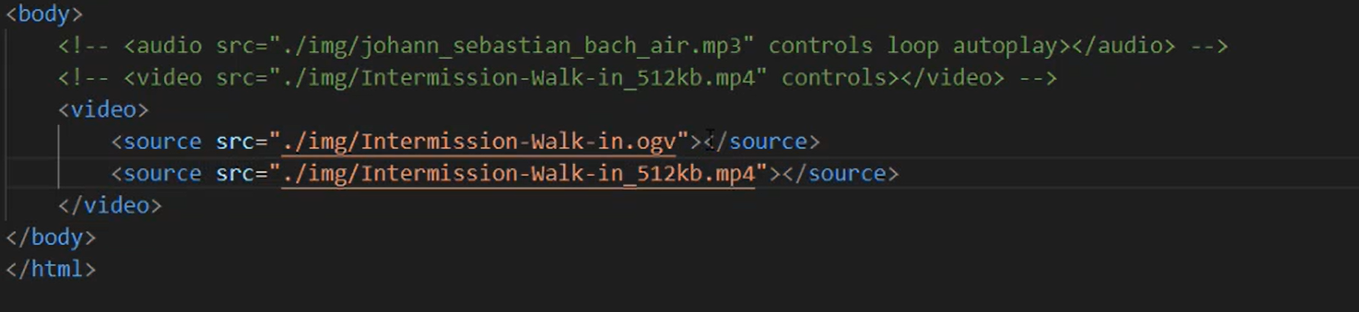 <body>
<!-- <audio src="./img/johann_sebastian_bach_air.mp3" controls loop autoplay></audio> -->
<!-- <video src="./img/Intermission-Walk-in_512kb.mp4" controls></video> -->
<video>
<source src="./img/Intermission-Walk-in.ogv"></source>
<source src="./img/Intermission-Walk-in_512kb.mp4"></source>
</video>
</body>
</html>